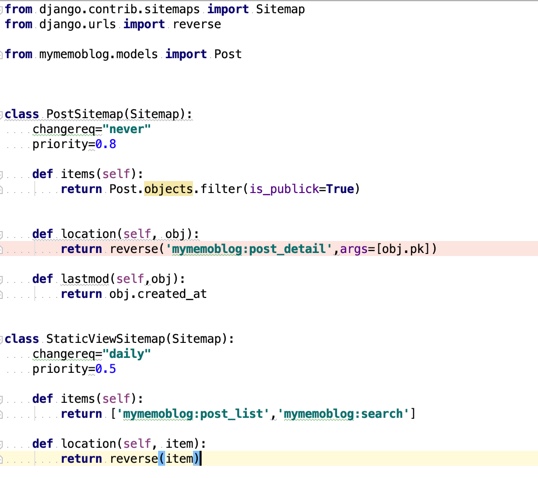 from django.contrib.sitemaps import Sitemap
from django.urls import reverse
from mymemoblog.models import Post
class PostSitemap(Sitemap):
changereq="never"
priority=0.8
def items(self):
return Post.objects.filter(is_publick=True)
def location(self, obj):
return reverse('mymemoblog:post_detail',args=[obj.pk])
def lastmod(self,obj):
return obj.created_at
class StaticViewSitemap(Sitemap):
changereq="daily"
priority=0.5
def items(self):
return ['mymemoblog:post_list','mymemoblog:search']
def location(self, item):
return reverse(item)